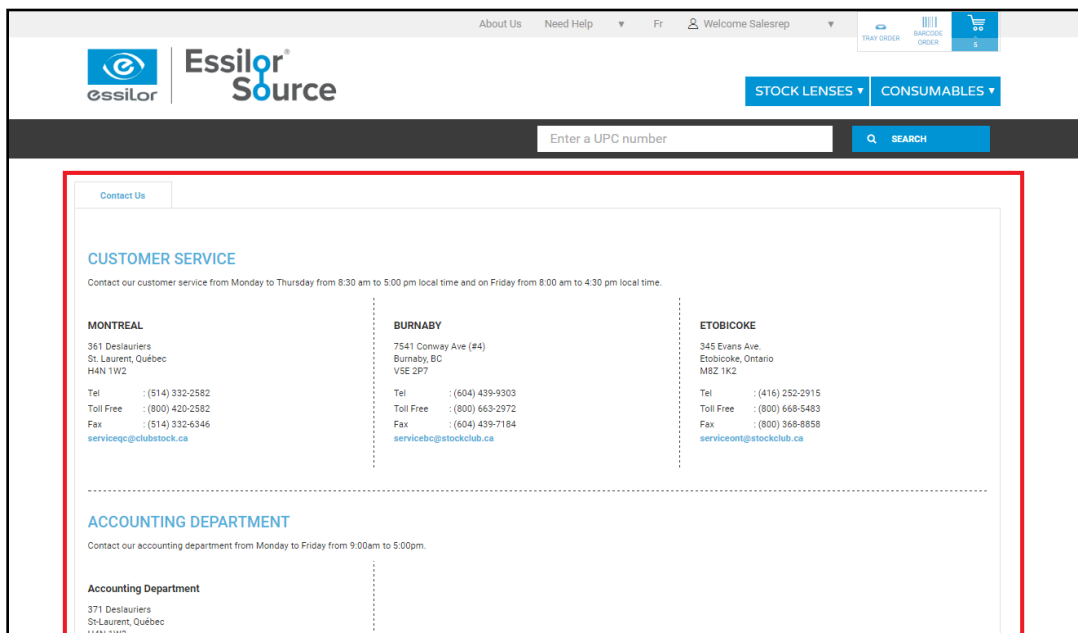 About Us Need Help ▼ Fr Welcome Salesrep ▼
TRAY ORDER
BARCODE
ORDER
5
essilor
Essilor®
Source
STOCK LENSES ▼ CONSUMABLES ▼
Enter a UPC number
SEARCH
Contact Us
CUSTOMER SERVICE
Contact our customer service from Monday to Thursday from 8:30 am to 5:00 pm local time and on Friday from 8:00 am to 4:30 pm local time.
MONTREAL
361 Deslauriers
St. Laurent, Québec
H4N 1W2
Tel : (514) 332-2582
Toll Free : (800) 420-2582
Fax : (514) 332-6346
serviceqc@clubstock.ca
BURNABY
7541 Conway Ave (#4)
Burnaby, BC
V5E 2P7
Tel : (604) 439-9303
Toll Free : (800) 663-2972
Fax : (604) 439-7184
servicebc@stockclub.ca
ETOBICOKE
345 Evans Ave.
Etobicoke, Ontario
M8Z 1K2
Tel : (416) 252-2915
Toll Free : (800) 668-5483
Fax : (800) 368-8858
serviceont@stockclub.ca
ACCOUNTING DEPARTMENT
Contact our accounting department from Monday to Friday from 9:00am to 5:00pm.
Accounting Department
371 Deslauriers
St-Laurent, Québec
H4N 1W2